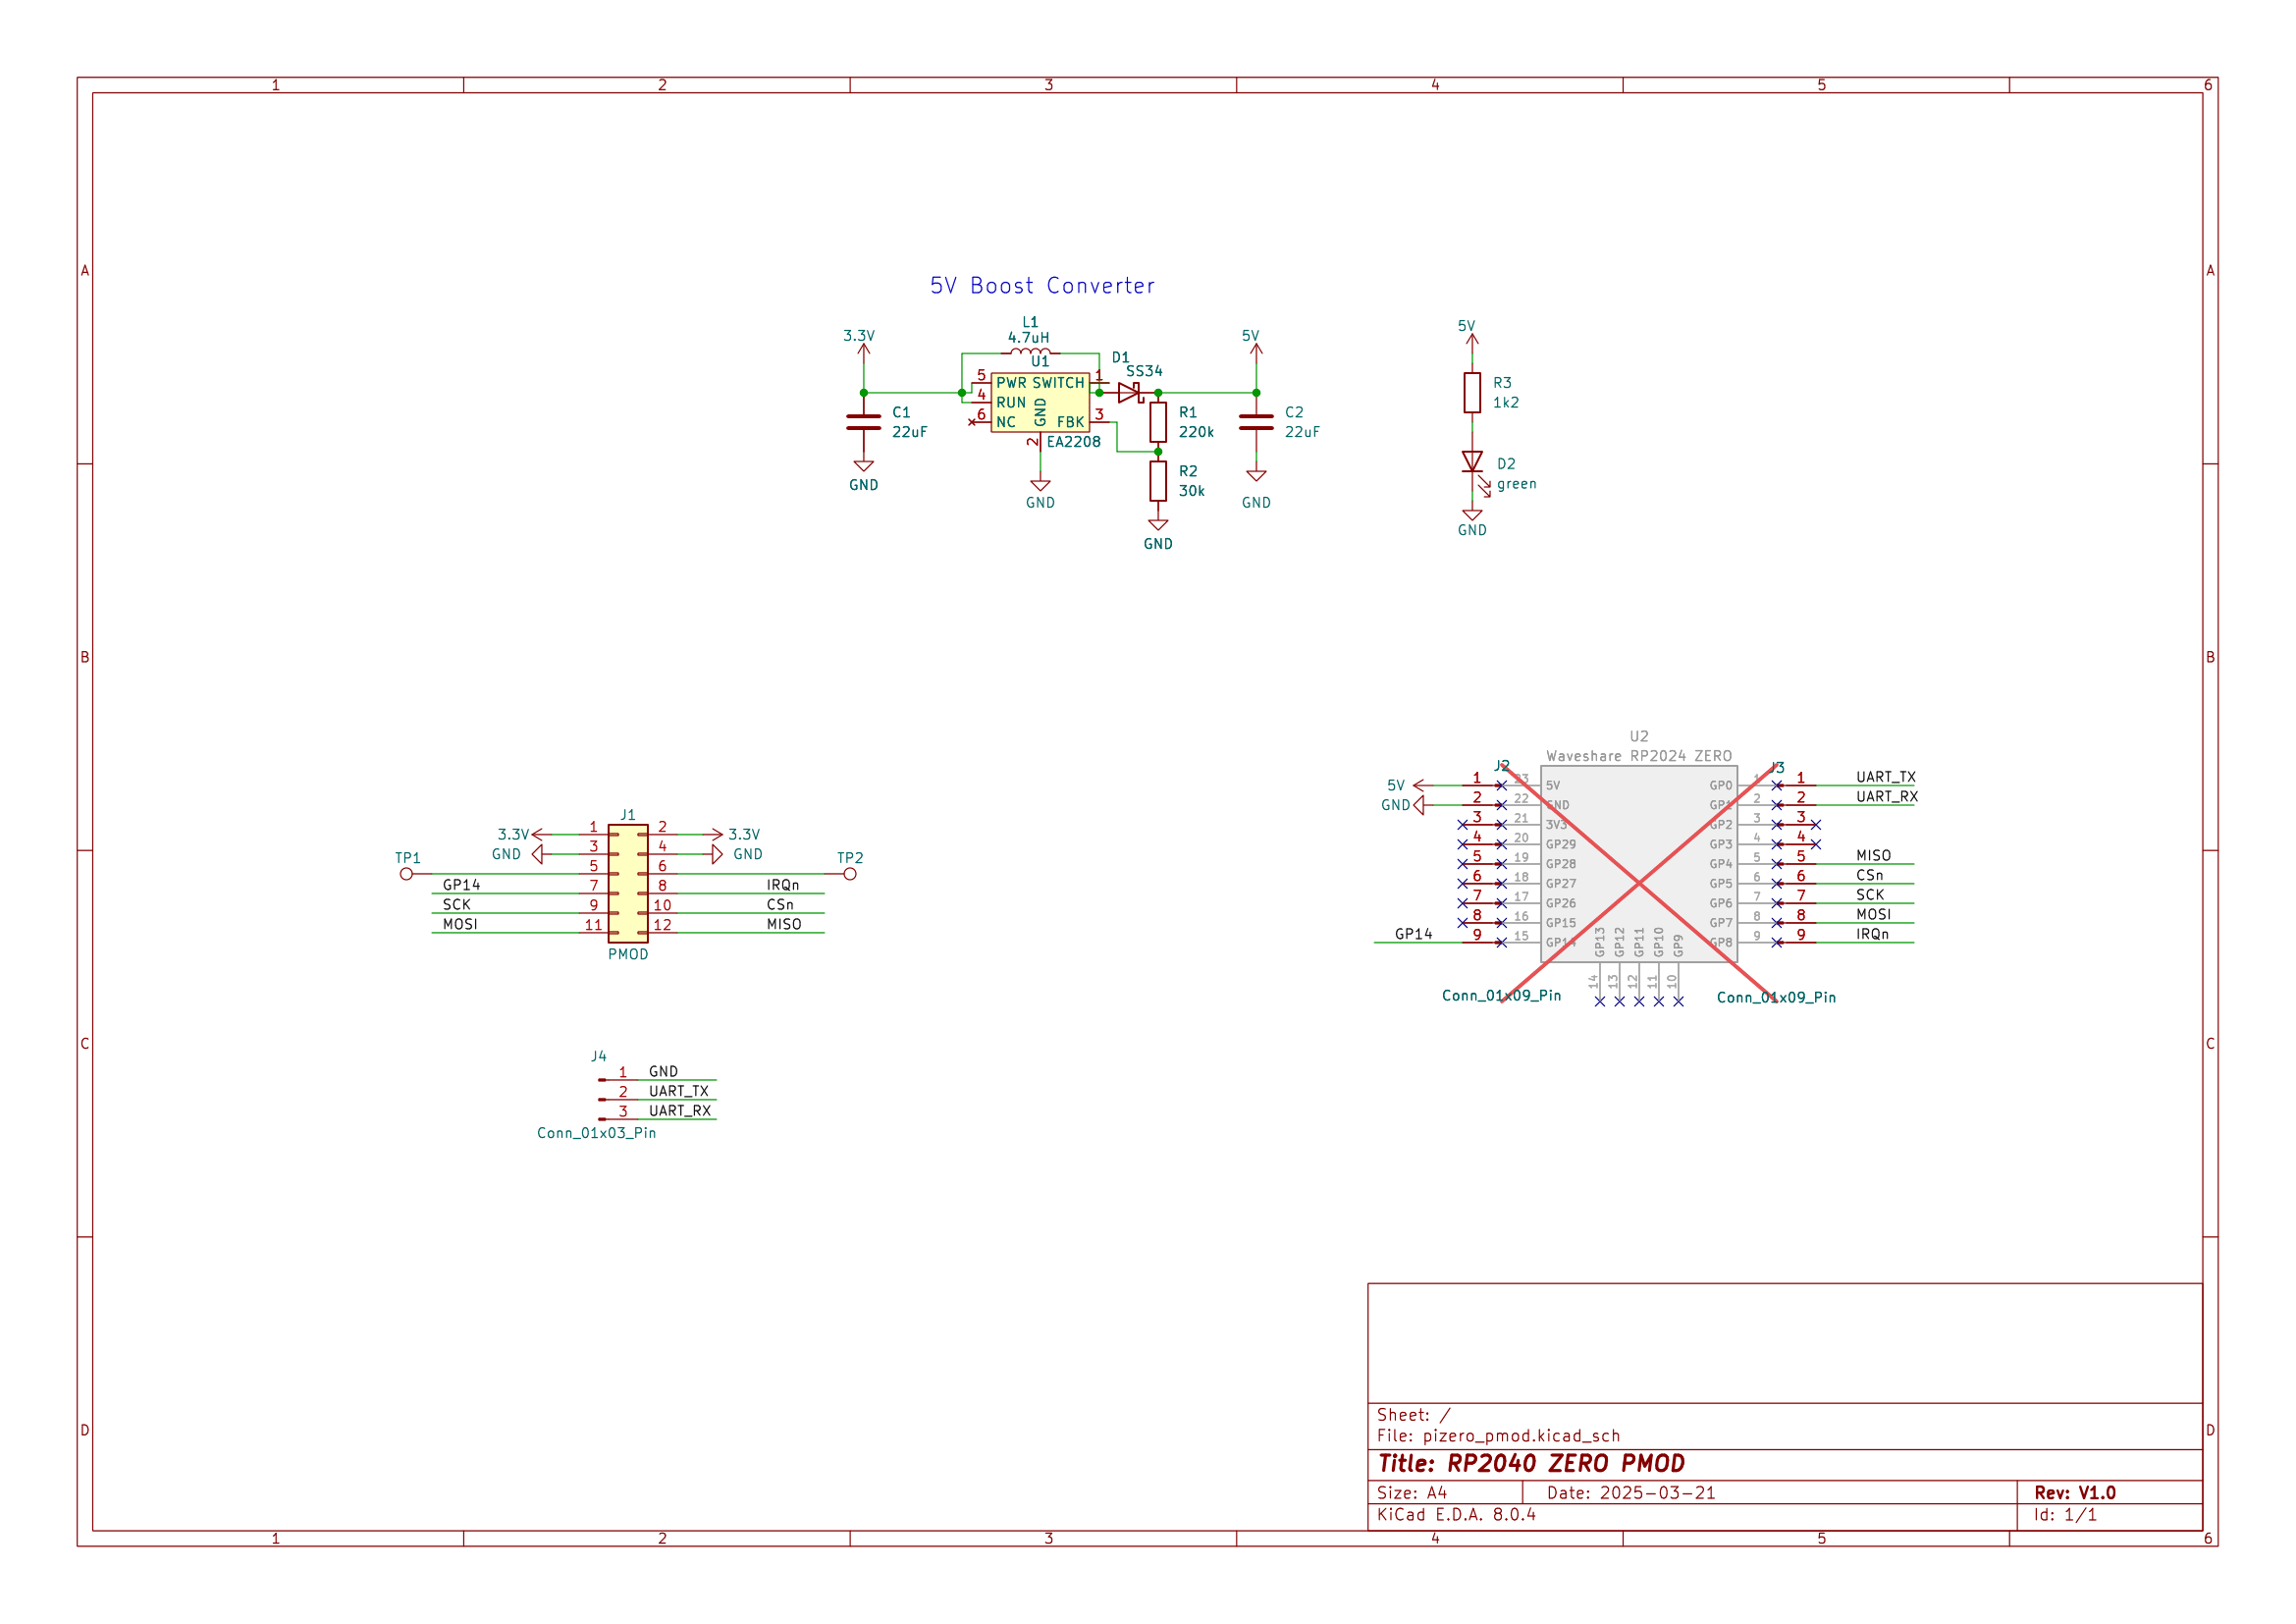 1 2 3 4 5 6
A A
5V Boost Converter
L1
4.7uH
3.3V U1 D1 5V 5V
SS34
5 PWR SWITCH 1 R3
4 RUN GND 1k2
6 NC FBK 3
2 EA2208
C1
22uF
R1
220k
C2
22uF
R2
30k
D2
green
GND GND GND GND
GND
B B
U2
Waveshare RP2024 ZERO
J2 J3
5V 1 23 5V GP0 1 1 UART_TX
GND 2 22 GND GP1 2 2 UART_RX
3 21 3V3 GP2 3 3
4 20 GP29 GP3 4 4
5 19 GP28 GP4 5 5 MISO
6 18 GP27 GP5 6 6 CSn
7 17 GP26 GP6 7 7 SCK
8 16 GP15 GP7 8 8 MOSI
GP14 9 15 GP14 GP8 9 9 IRQn
GP13 GP12 GP11 GP10 GP9
14 13 12 11 10
Conn_01x09_Pin Conn_01x09_Pin
J1
3.3V 1 2 3.3V
GND 3 4 GND
TP1 5 6 TP2
GP14 7 8 IRQn
SCK 9 10 CSn
MOSI 11 12 MISO
PMOD
C C
J4
1 GND
2 UART_TX
3 UART_RX
Conn_01x03_Pin
D D
Sheet: /
File: pizero_pmod.kicad_sch
Title: RP2040 ZERO PMOD
Size: A4 Date: 2025-03-21 Rev: V1.0
KiCad E.D.A. 8.0.4 Id: 1/1
1 2 3 4 5 6